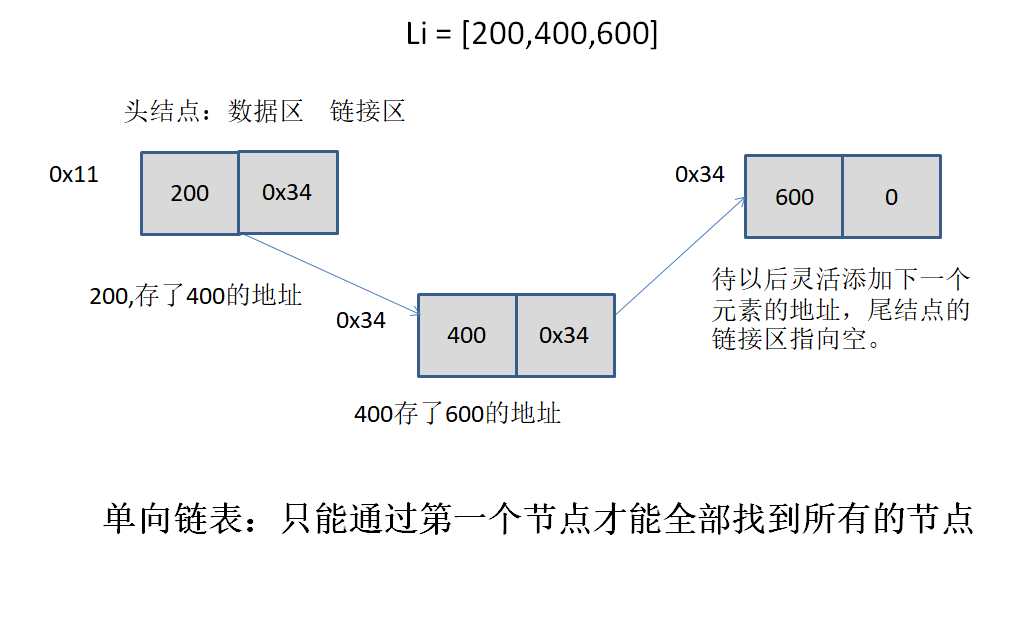 Li = [200,400,600]
头结点：数据区 链接区
0x11
200
0x34
200,存了400的地址
0x34
400
0x34
400存了600的地址
0x34
600
0
待以后灵活添加下一个
元素的地址，尾结点的
链接区指向空。
单向链表：只能通过第一个节点才能全部找到所有的节点